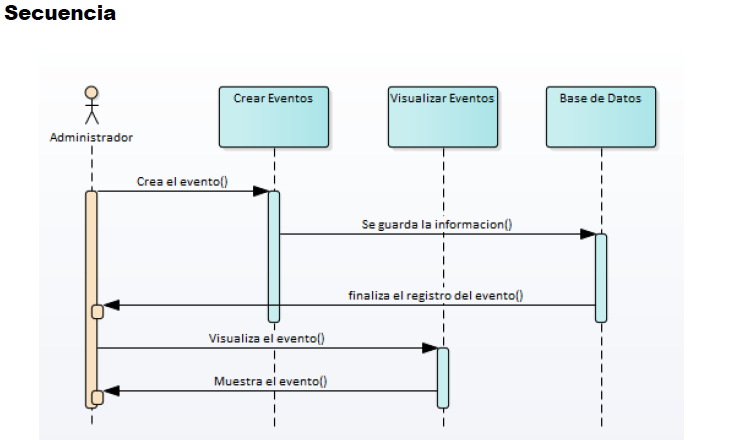 Secuencia
Crear Eventos
Visualizar Eventos
Base de Datos
Administrador
Crea el evento()
Se guarda la informacion()
finaliza el registro del evento()
Visualiza el evento()
Muestra el evento()